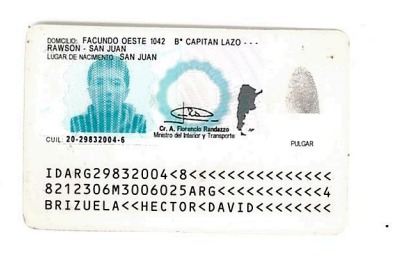 DOMICILIO: FACUNDO OESTE 1042 Bº CAPITAN LAZO - - -
RAWSON - SAN JUAN
LUGAR DE NACIMIENTO: SAN JUAN
Cr. A. Florencio Randazzo
Ministro del Interior y Transporte
CUIL: 20-29832004-6
PULGAR
IDARG29832004<8<<<<<<<<<<<<<<<
8212306M3006025ARG<<<<<<<<<<<4
BRIZUELA<<HECTOR<DAVID<<<<<<<<